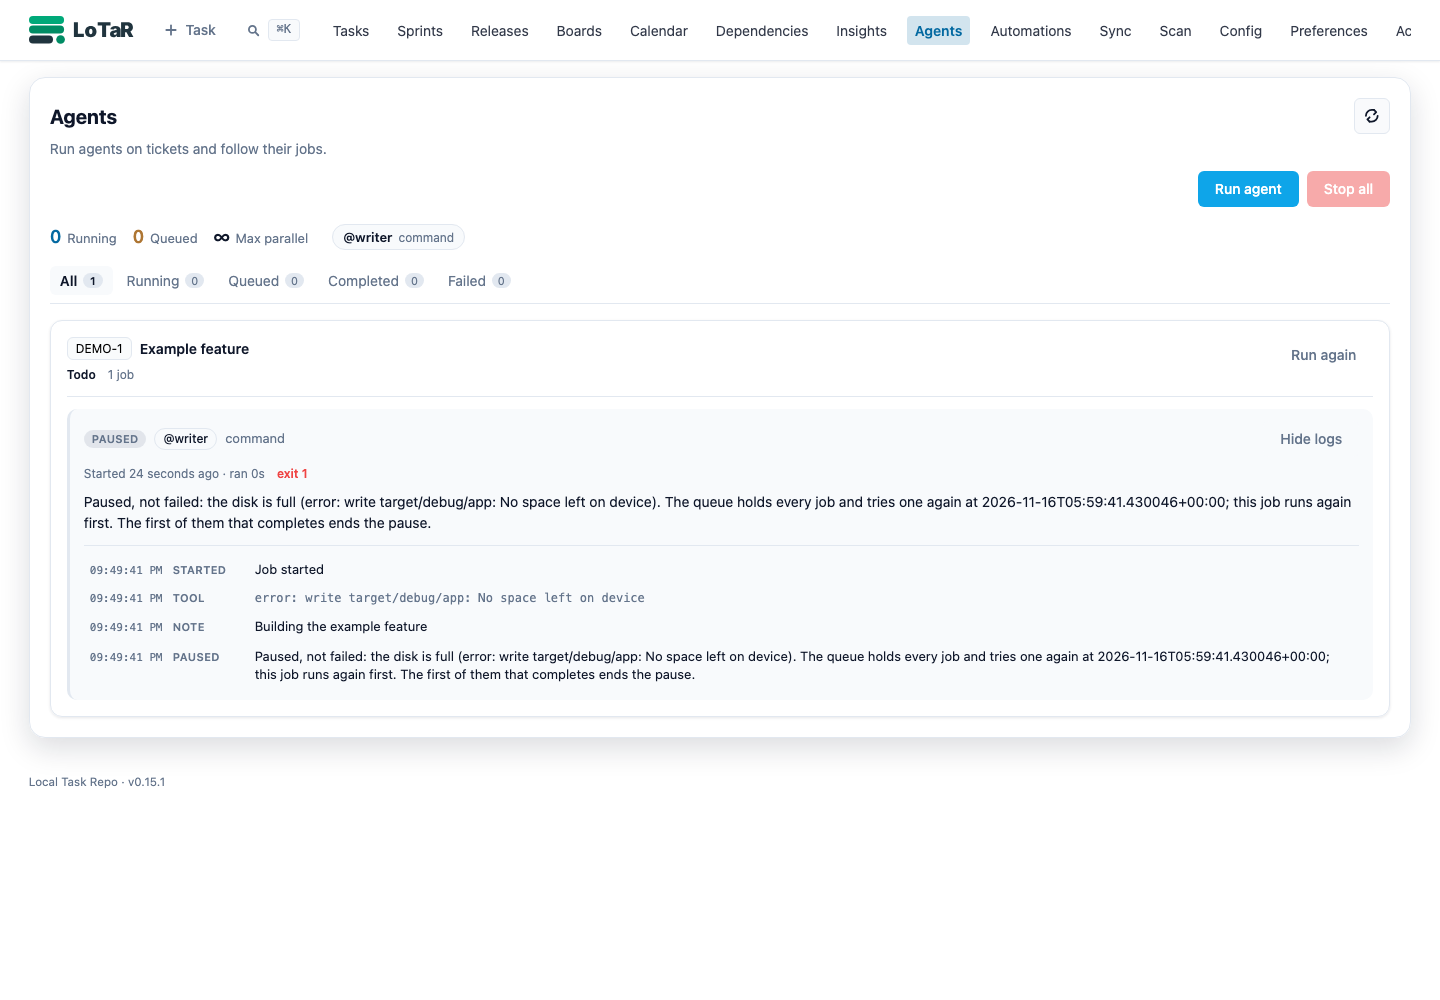 LoTaR
+ Task
⌘K
Tasks Sprints Releases Boards Calendar Dependencies Insights Agents Automations Sync Scan Config Preferences Ac
Agents
Run agents on tickets and follow their jobs.
Run agent Stop all
0 Running 0 Queued ∞ Max parallel @writer command
All 1 Running 0 Queued 0 Completed 0 Failed 0
DEMO-1 Example feature
Run again
Todo 1 job
PAUSED @writer command
Hide logs
Started 24 seconds ago · ran 0s exit 1
Paused, not failed: the disk is full (error: write target/debug/app: No space left on device). The queue holds every job and tries one again at 2026-11-16T05:59:41.430046+00:00; this job runs again
first. The first of them that completes ends the pause.
09:49:41 PM STARTED Job started
09:49:41 PM TOOL error: write target/debug/app: No space left on device
09:49:41 PM NOTE Building the example feature
09:49:41 PM PAUSED Paused, not failed: the disk is full (error: write target/debug/app: No space left on device). The queue holds every job and tries one again at 2026-11-16T05:59:41.430046+00:00;
this job runs again first. The first of them that completes ends the pause.
Local Task Repo · v0.15.1